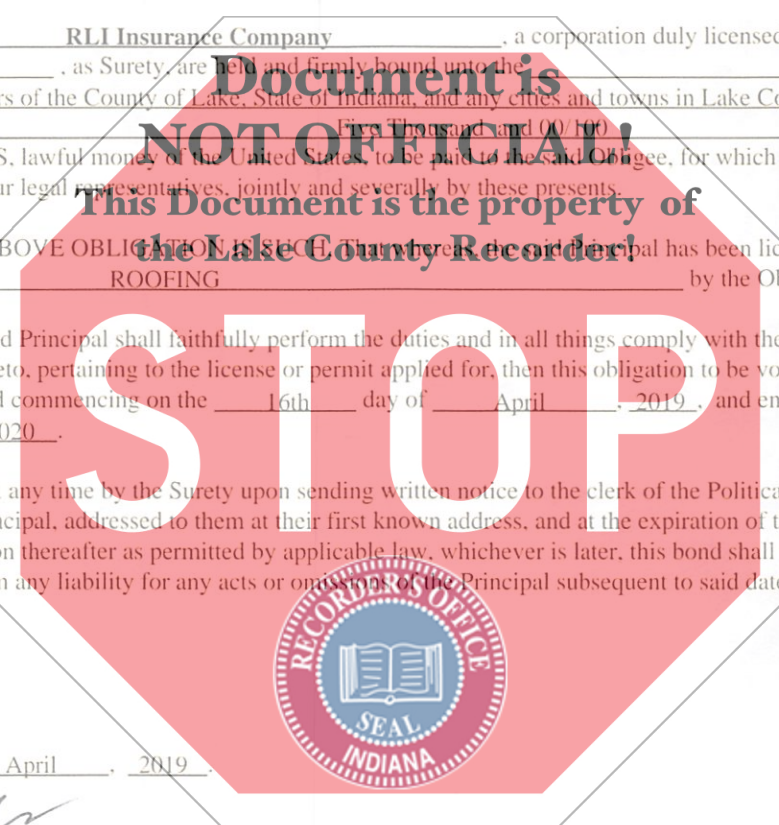 RLI Insurance Company , a corporation duly licensed
, as Surety, are held and firmly bound unto the
rs of the County of Lake, State of Indiana, and any cities and towns in Lake Co
Five Thousand and 00/100
S, lawful money of the United States, to be paid to the said Obligee, for which
ur legal representatives, jointly and severally by these presents.
BOVE OBLIGATION IS SUCH, That whereas, the said Principal has been lic
ROOFING by the Ob
d Principal shall faithfully perform the duties and in all things comply with the
eto, pertaining to the license or permit applied for, then this obligation to be vo
d commencing on the 16th day of April , 2019 , and en
020 .
any time by the Surety upon sending written notice to the clerk of the Politica
ncipal, addressed to them at their first known address, and at the expiration of t
on thereafter as permitted by applicable law, whichever is later, this bond shall
n any liability for any acts or omissions of the Principal subsequent to said date
April , 2019 .
Document is
NOT OFFICIAL!
This Document is the property of
the Lake County Recorder!
STOP
RECORDER'S OFFICE
SEAL
INDIANA